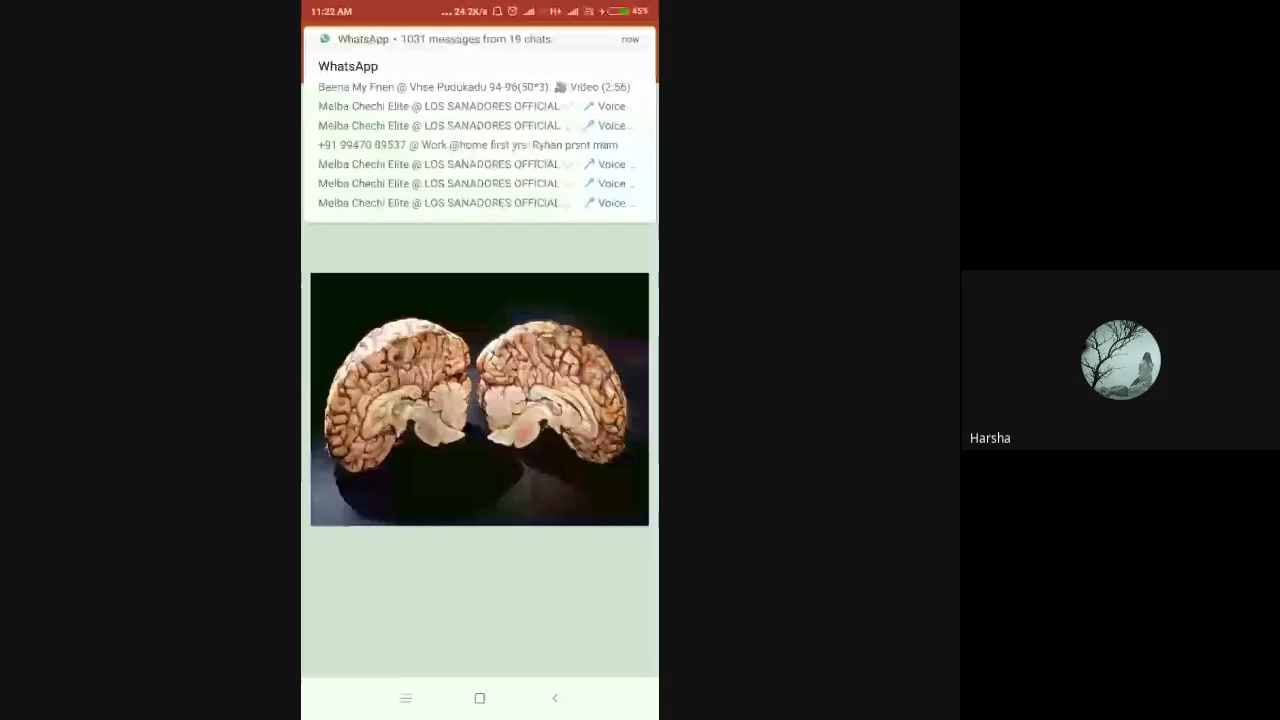 11:22 AM ... 24.2K/s H+ 45%
WhatsApp • 1031 messages from 19 chats now
WhatsApp
Beena My Frien @ Vhse Pudukadu 94-96(50*3) 🎥 Video (2:56)
Melba Chechi Elite @ LOS SANADORES OFFICIAL 🎤 Voice
Melba Chechi Elite @ LOS SANADORES OFFICIAL 🎤 Voice ...
+91 99470 89537 @ Work @home first yrs Ryhan prsnt mam
Melba Chechi Elite @ LOS SANADORES OFFICIAL 🎤 Voice ...
Melba Chechi Elite @ LOS SANADORES OFFICIAL 🎤 Voice ...
Melba Chechi Elite @ LOS SANADORES OFFICIAL ... 🎤 Voice ...
Harsha